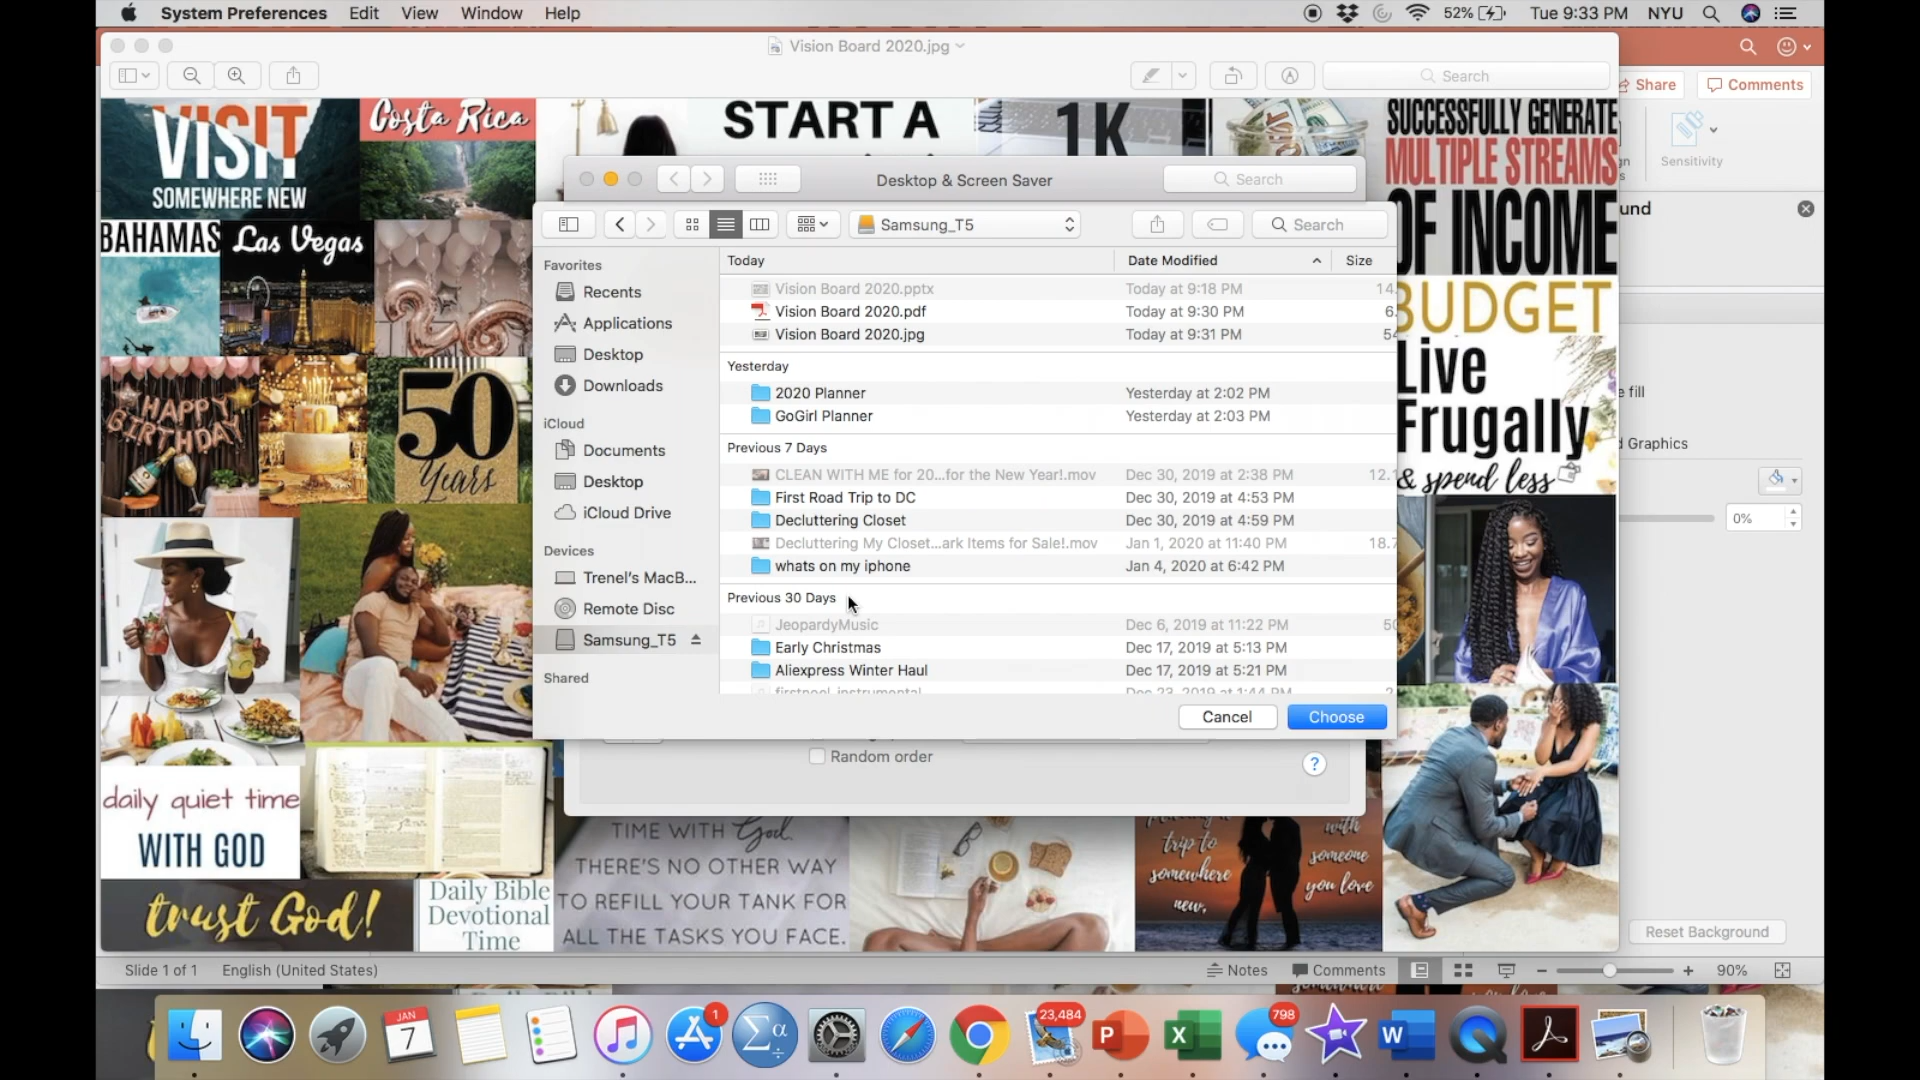 System Preferences Edit View Window Help
52% Tue 9:33 PM NYU
Vision Board 2020.jpg
Search
Share Comments
Sensitivity
VISIT
SOMEWHERE NEW
Costa Rica
START A
1K
SUCCESSFULLY GENERATE
MULTIPLE STREAMS
OF INCOME
BUDGET
Live
Frugally
& spend less
BAHAMAS
Las Vegas
HAPPY
BIRTHDAY
50
Years
Desktop & Screen Saver
Search
Samsung_T5
Search
Favorites
Recents
Applications
Desktop
Downloads
iCloud
Documents
Desktop
iCloud Drive
Devices
Trenel's MacB...
Remote Disc
Samsung_T5
Shared
Today Date Modified Size
Vision Board 2020.pptx Today at 9:18 PM 14.
Vision Board 2020.pdf Today at 9:30 PM 6.
Vision Board 2020.jpg Today at 9:31 PM 54
Yesterday
2020 Planner Yesterday at 2:02 PM
GoGirl Planner Yesterday at 2:03 PM
Previous 7 Days
CLEAN WITH ME for 20...for the New Year!.mov Dec 30, 2019 at 2:38 PM 12.1
First Road Trip to DC Dec 30, 2019 at 4:53 PM
Decluttering Closet Dec 30, 2019 at 4:59 PM
Decluttering My Closet...ark Items for Sale!.mov Jan 1, 2020 at 11:40 PM 18.7
whats on my iphone Jan 4, 2020 at 6:42 PM
Previous 30 Days
JeopardyMusic Dec 6, 2019 at 11:22 PM 50
Early Christmas Dec 17, 2019 at 5:13 PM
Aliexpress Winter Haul Dec 17, 2019 at 5:21 PM
Cancel Choose
Random order
?
und
e fill
d Graphics
0%
Reset Background
daily quiet time
WITH GOD
trust God!
Daily Bible
Devotional
Time
TIME WITH God.
THERE'S NO OTHER WAY
TO REFILL YOUR TANK FOR
ALL THE TASKS YOU FACE.
trip to
somewhere
new,
with
someone
you love
Slide 1 of 1 English (United States)
Notes Comments 90%
JAN
7
1
23,484
798
P
X
W